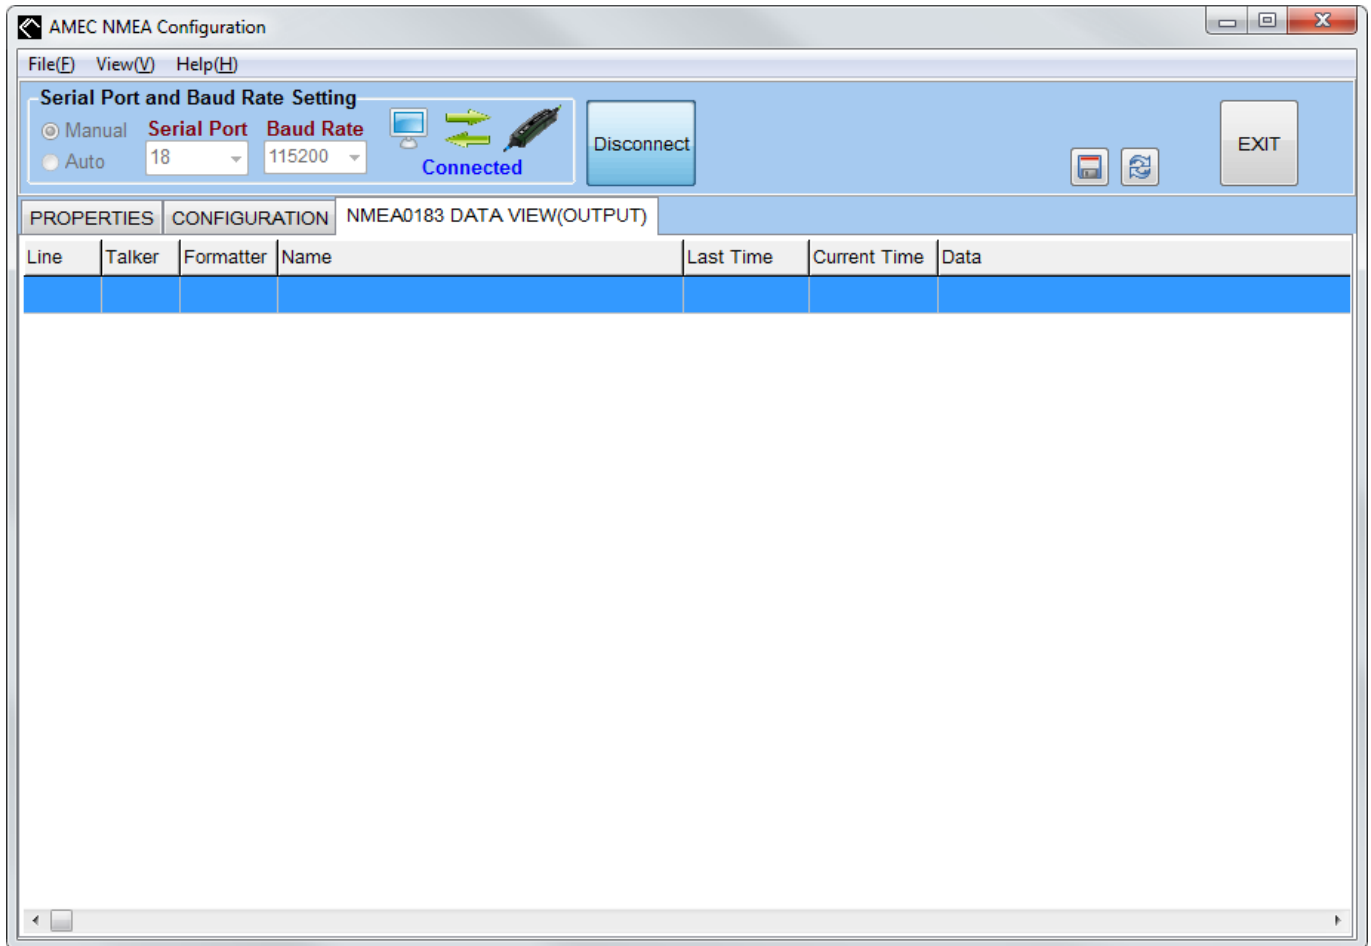 AMEC NMEA Configuration
File(F) View(V) Help(H)
Serial Port and Baud Rate Setting
Manual Serial Port Baud Rate
Auto 18 115200
Connected
Disconnect
EXIT
PROPERTIES CONFIGURATION NMEA0183 DATA VIEW(OUTPUT)
Line Talker Formatter Name Last Time Current Time Data